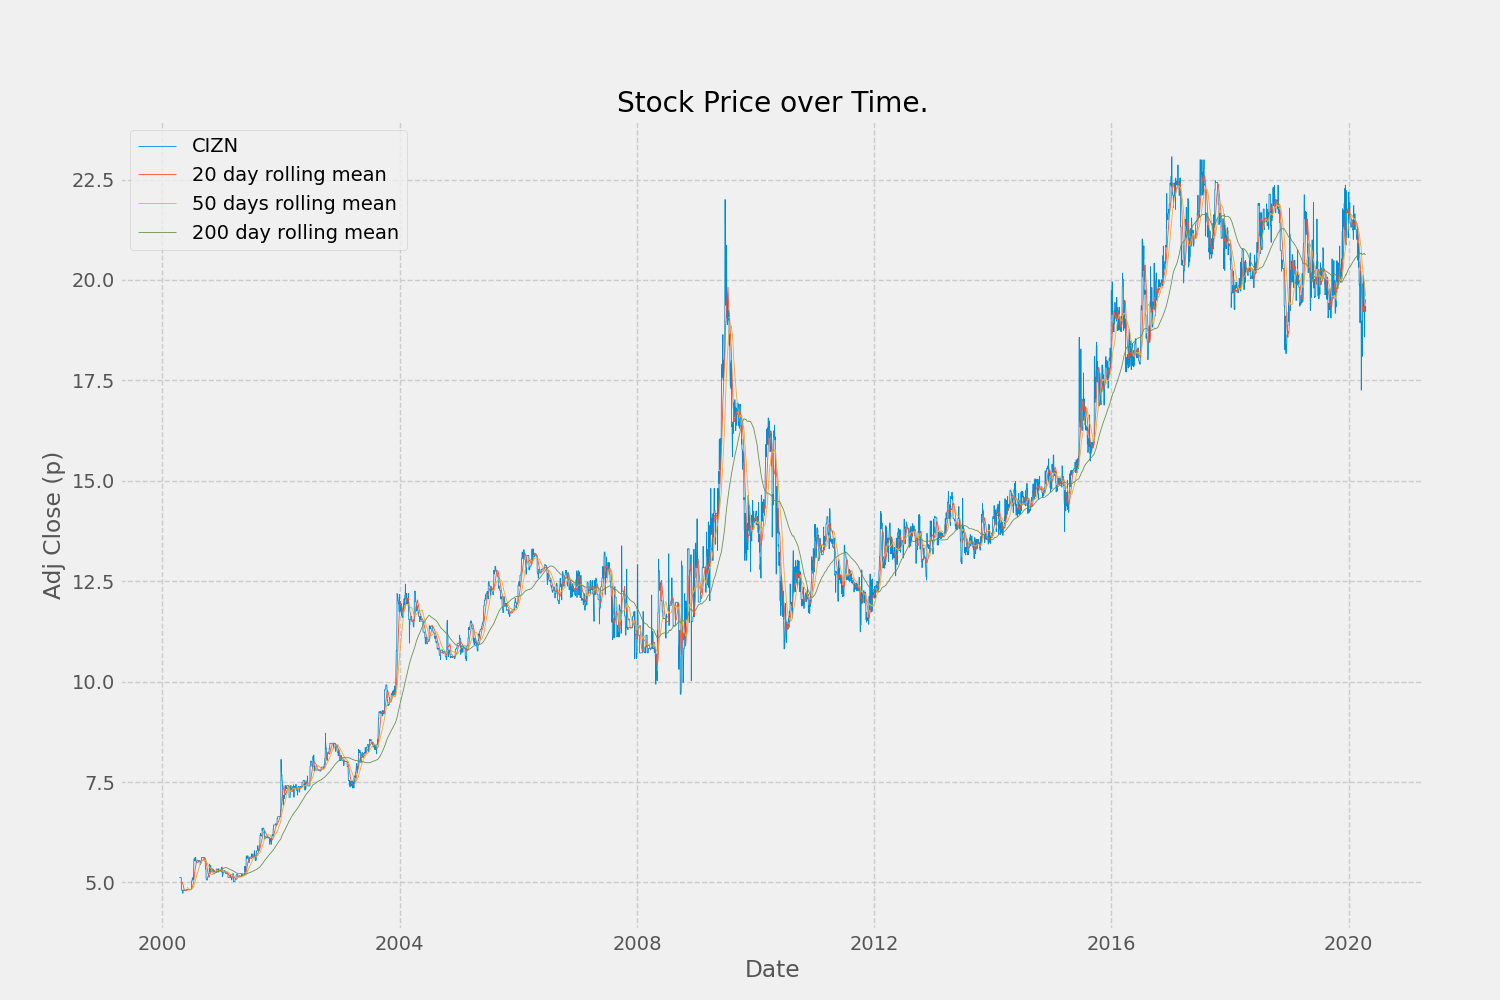 Stock Price over Time.
CIZN
20 day rolling mean
50 days rolling mean
200 day rolling mean
22.5
20.0
17.5
15.0
12.5
10.0
7.5
5.0
Adj Close (p)
2000 2004 2008 2012 2016 2020
Date